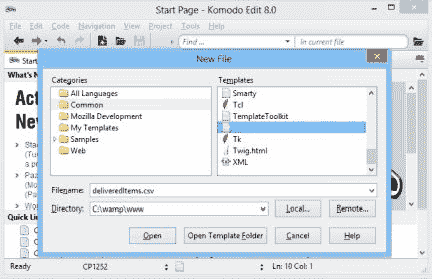 Start Page - Komodo Edit 8.0
File Edit Code Navigation View Project Tools Help
Find ...
in current file
Start
What's N
Act
New
New File
Categories
Templates
All Languages
Common
Mozilla Development
My Templates
Samples
Web
Smarty
Tcl
TemplateToolkit
Tk
Twig.html
XML
Filename:
deliveredItems.csv
Directory:
C:\wamp\www
Local...
Remote...
Open
Open Template Folder
Cancel
Help
Quick Lin
Ready
CP1252
Ln: 10 Col: 1